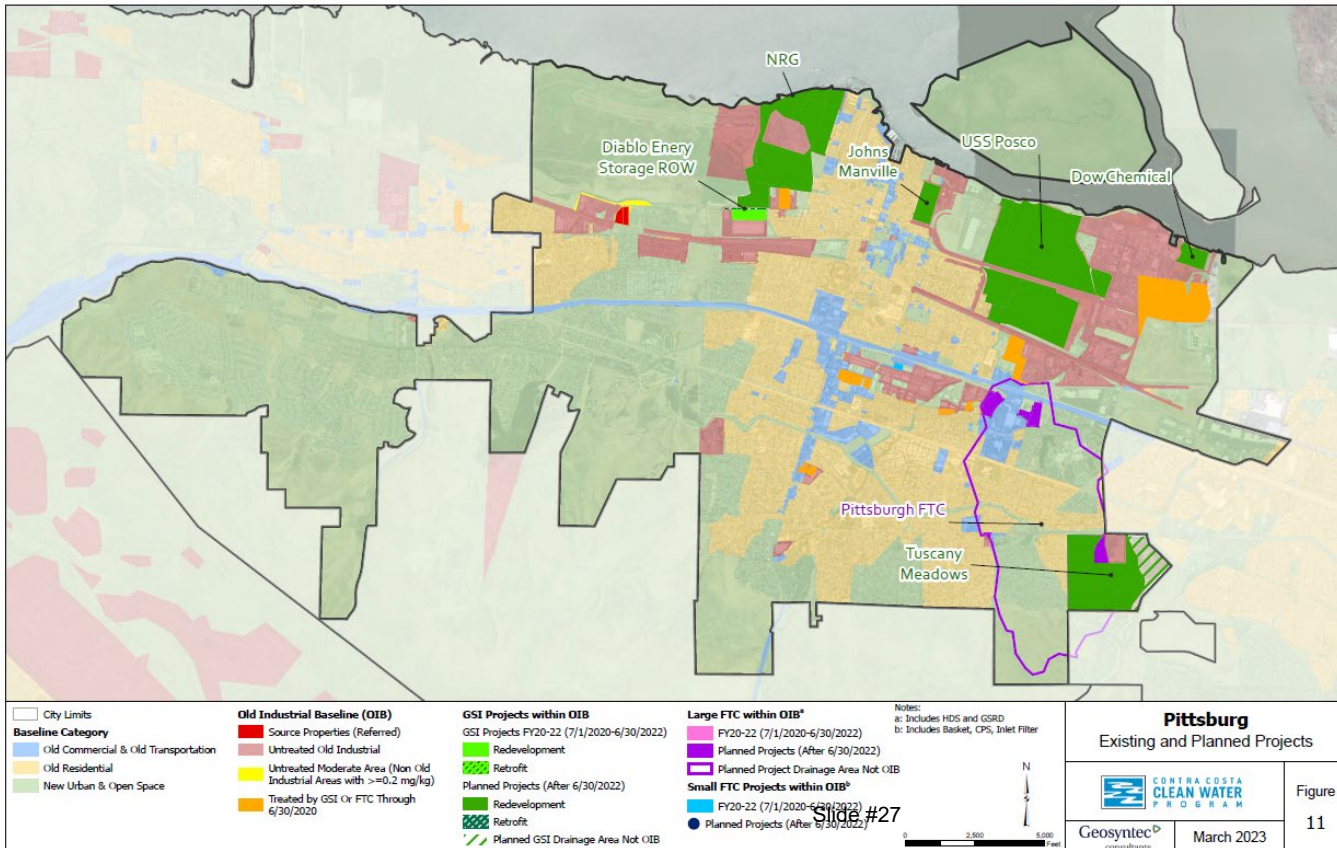 NRG
Diablo Enery
Storage ROW
Johns
Manville
USS Posco
Dow Chemical
Pittsburgh FTC
Tuscany
Meadows
City Limits
Baseline Category
Old Commercial & Old Transportation
Old Residential
New Urban & Open Space
Old Industrial Baseline (OIB)
Source Properties (Referred)
Untreated Old Industrial
Untreated Moderate Area (Non Old
Industrial Areas with >=0.2 mg/kg)
Treated by GSI Or FTC Through
6/30/2020
GSI Projects within OIB
GSI Projects FY20-22 (7/1/2020-6/30/2022)
Redevelopment
Retrofit
Planned Projects (After 6/30/2022)
Redevelopment
Retrofit
Planned GSI Drainage Area Not OIB
Large FTC within OIBᵃ
FY20-22 (7/1/2020-6/30/2022)
Planned Projects (After 6/30/2022)
Planned Project Drainage Area Not OIB
Small FTC Projects within OIBᵇ
FY20-22 (7/1/2020-6/30/2022)
Planned Projects (After 6/30/2022)
Slide #27
Notes:
a: Includes HDS and GSRD
b: Includes Basket, CPS, Inlet Filter
N
0 2,500 5,000
Feet
Pittsburg
Existing and Planned Projects
CONTRA COSTA
CLEAN WATER
PROGRAM
Geosyntec
consultants
March 2023
Figure
11